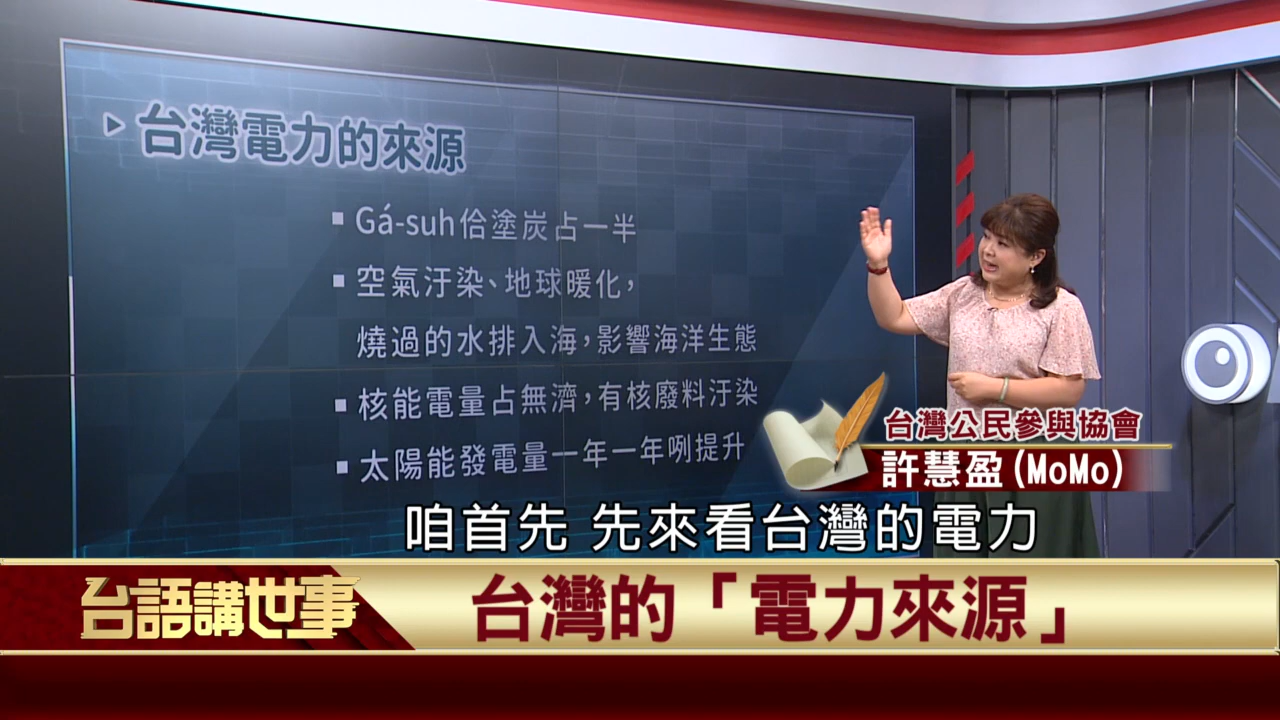 ▸台灣電力的來源
▪ Gá-suh佮塗炭占一半
▪ 空氣汙染、地球暖化，
燒過的水排入海，影響海洋生態
▪ 核能電量占無濟，有核廢料汙染
▪ 太陽能發電量一年一年咧提升
台灣公民參與協會
許慧盈(MoMo)
咱首先 先來看台灣的電力
台語講世事
台灣的「電力來源」